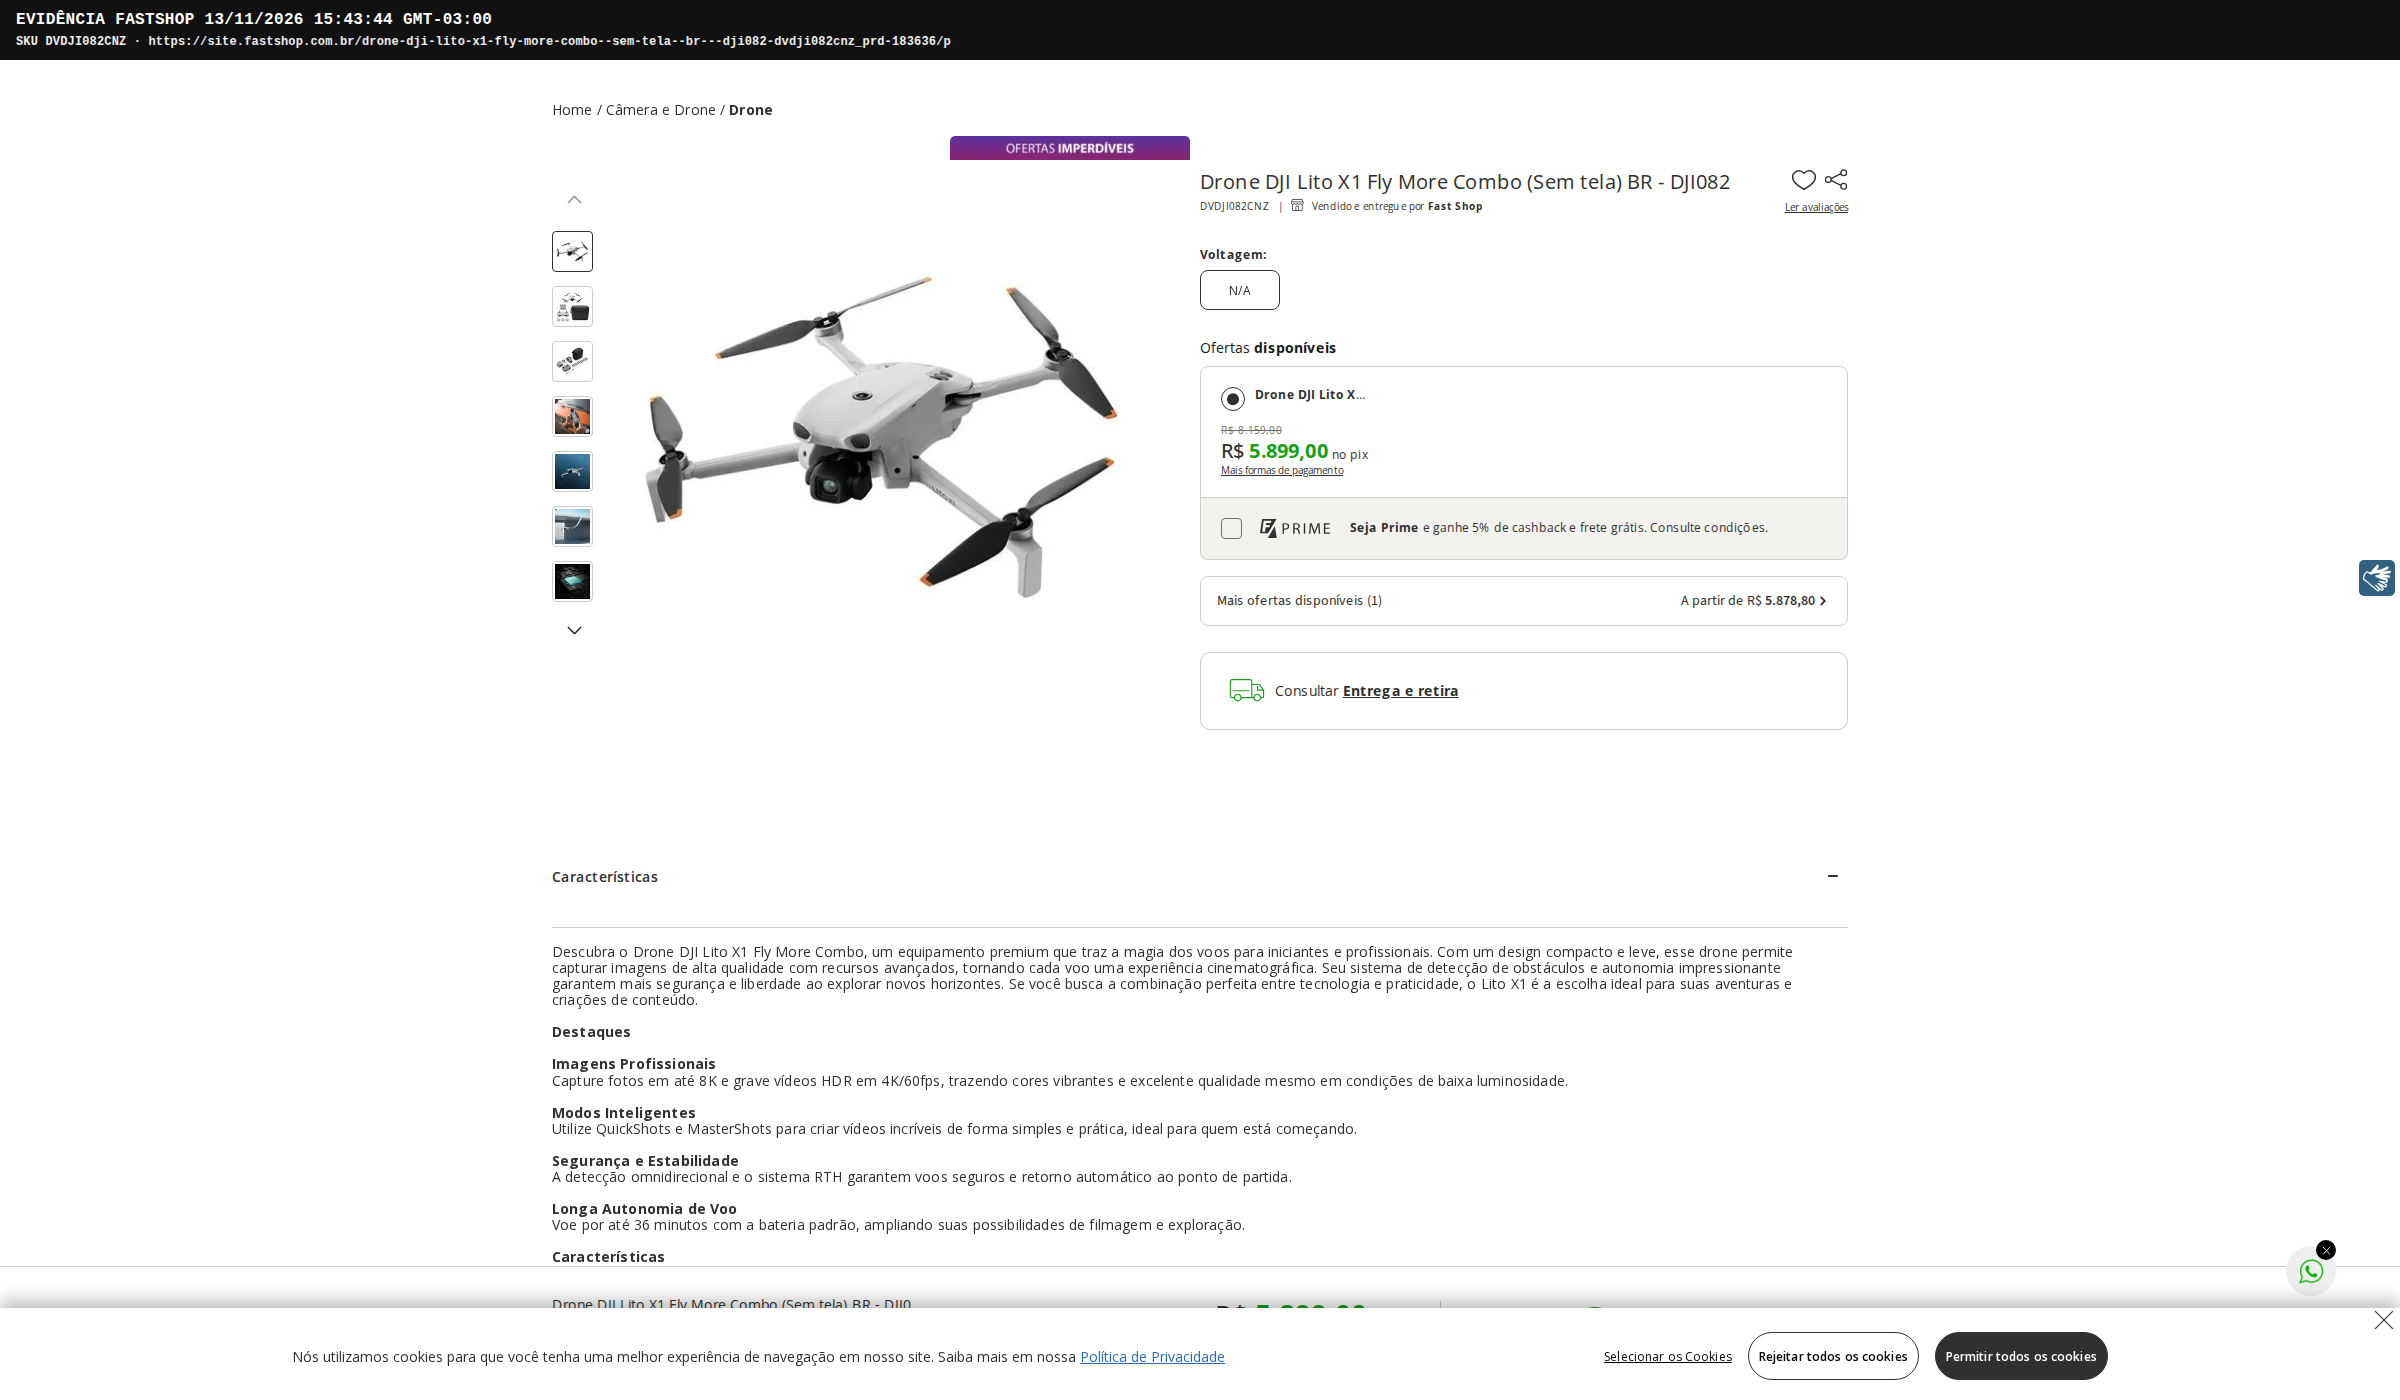 EVIDÊNCIA FASTSHOP 13/11/2026 15:43:44 GMT-03:00
SKU DVDJI082CNZ · https://site.fastshop.com.br/drone-dji-lito-x1-fly-more-combo--sem-tela--br---dji082-dvdji082cnz_prd-183636/p
Home / Câmera e Drone / Drone
OFERTAS IMPERDÍVEIS
Drone DJI Lito X1 Fly More Combo (Sem tela) BR - DJI082
DVDJI082CNZ | Vendido e entregue por Fast Shop
Ler avaliações
Voltagem:
N/A
Ofertas disponíveis
Drone DJI Lito X...
R$ 8.159,00
R$ 5.899,00 no pix
Mais formas de pagamento
PRIME Seja Prime e ganhe 5% de cashback e frete grátis. Consulte condições.
Mais ofertas disponíveis (1) A partir de R$ 5.878,80
Consultar Entrega e retira
Características
Descubra o Drone DJI Lito X1 Fly More Combo, um equipamento premium que traz a magia dos voos para iniciantes e profissionais. Com um design compacto e leve, esse drone permite
capturar imagens de alta qualidade com recursos avançados, tornando cada voo uma experiência cinematográfica. Seu sistema de detecção de obstáculos e autonomia impressionante
garantem mais segurança e liberdade ao explorar novos horizontes. Se você busca a combinação perfeita entre tecnologia e praticidade, o Lito X1 é a escolha ideal para suas aventuras e
criações de conteúdo.
Destaques
Imagens Profissionais
Capture fotos em até 8K e grave vídeos HDR em 4K/60fps, trazendo cores vibrantes e excelente qualidade mesmo em condições de baixa luminosidade.
Modos Inteligentes
Utilize QuickShots e MasterShots para criar vídeos incríveis de forma simples e prática, ideal para quem está começando.
Segurança e Estabilidade
A detecção omnidirecional e o sistema RTH garantem voos seguros e retorno automático ao ponto de partida.
Longa Autonomia de Voo
Voe por até 36 minutos com a bateria padrão, ampliando suas possibilidades de filmagem e exploração.
Características
Drone DJI Lito X1 Fly More Combo (Sem tela) BR - DJI0
R$ 5.899,00
Nós utilizamos cookies para que você tenha uma melhor experiência de navegação em nosso site. Saiba mais em nossa Política de Privacidade
Selecionar os Cookies
Rejeitar todos os cookies
Permitir todos os cookies